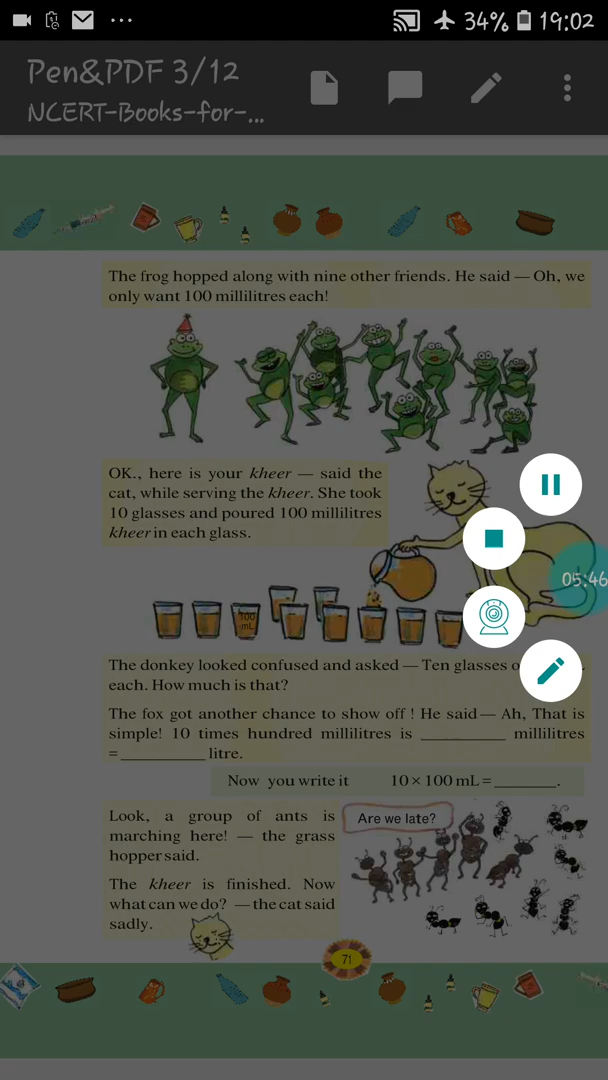 34% 19:02
Pen&PDF 3/12
NCERT-Books-for-...
The frog hopped along with nine other friends. He said — Oh, we
only want 100 millilitres each!
OK., here is your kheer — said the
cat, while serving the kheer. She took
10 glasses and poured 100 millilitres
kheer in each glass.
05:46
100
mL
The donkey looked confused and asked — Ten glasses
each. How much is that?
The fox got another chance to show off ! He said — Ah, That is
simple! 10 times hundred millilitres is __________ millilitres
= __________ litre.
Now you write it 10 × 100 mL = _______.
Look, a group of ants is
marching here! — the grass
hopper said.
Are we late?
The kheer is finished. Now
what can we do? — the cat said
sadly.
71